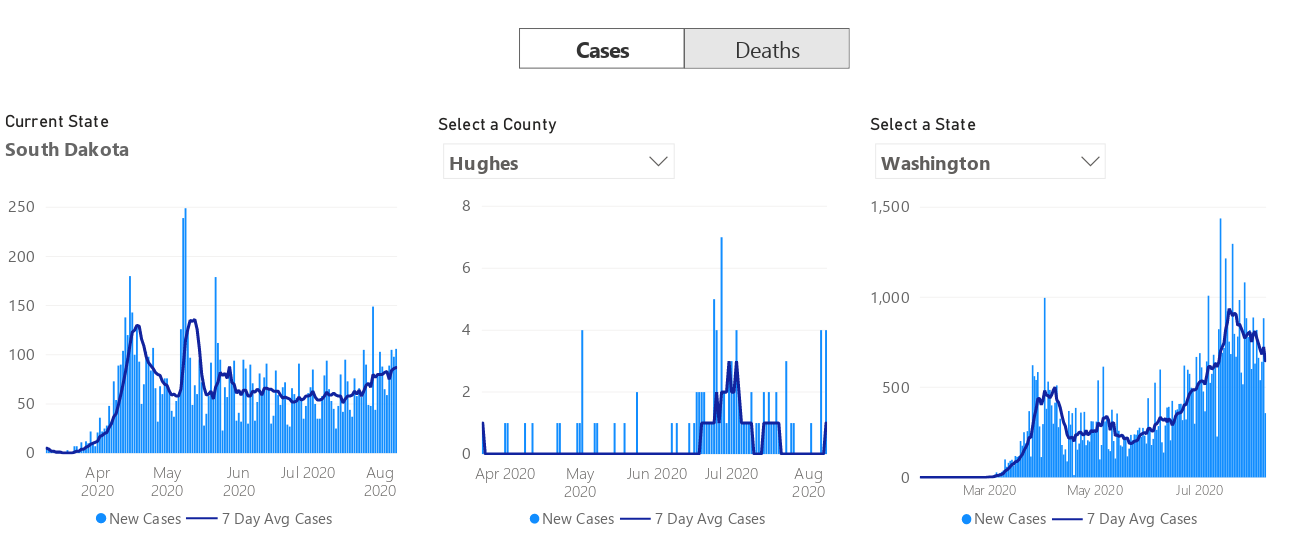 Cases Deaths
Current State
South Dakota
250
200
150
100
50
0
Apr 2020 May 2020 Jun 2020 Jul 2020 Aug 2020
New Cases 7 Day Avg Cases
Select a County
Hughes
8
6
4
2
0
Apr 2020 May 2020 Jun 2020 Jul 2020 Aug 2020
New Cases 7 Day Avg Cases
Select a State
Washington
1,500
1,000
500
0
Mar 2020 May 2020 Jul 2020
New Cases 7 Day Avg Cases